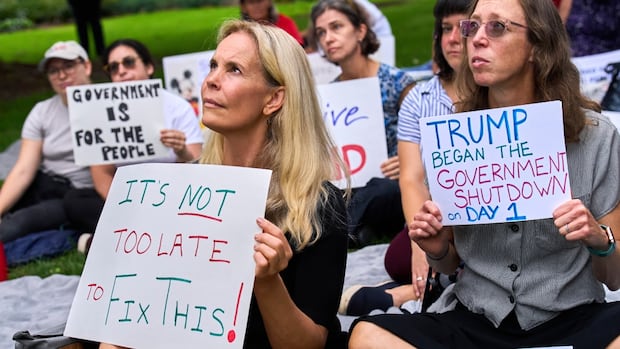 GOVERNMENT
IS
FOR THE
PEOPLE
IT'S NOT
TOO LATE
TO FIX THIS!
TRUMP
BEGAN THE
GOVERNMENT
SHUTDOWN
ON DAY 1